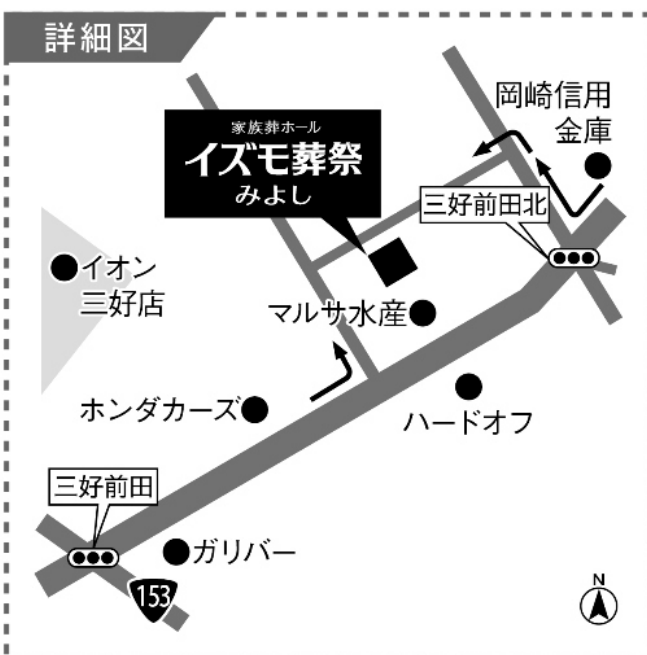 詳細図
岡崎信用
金庫
家族葬ホール
イズモ葬祭
みよし
三好前田北
イオン
三好店
マルサ水産
ホンダカーズ
ハードオフ
三好前田
ガリバー
153
N